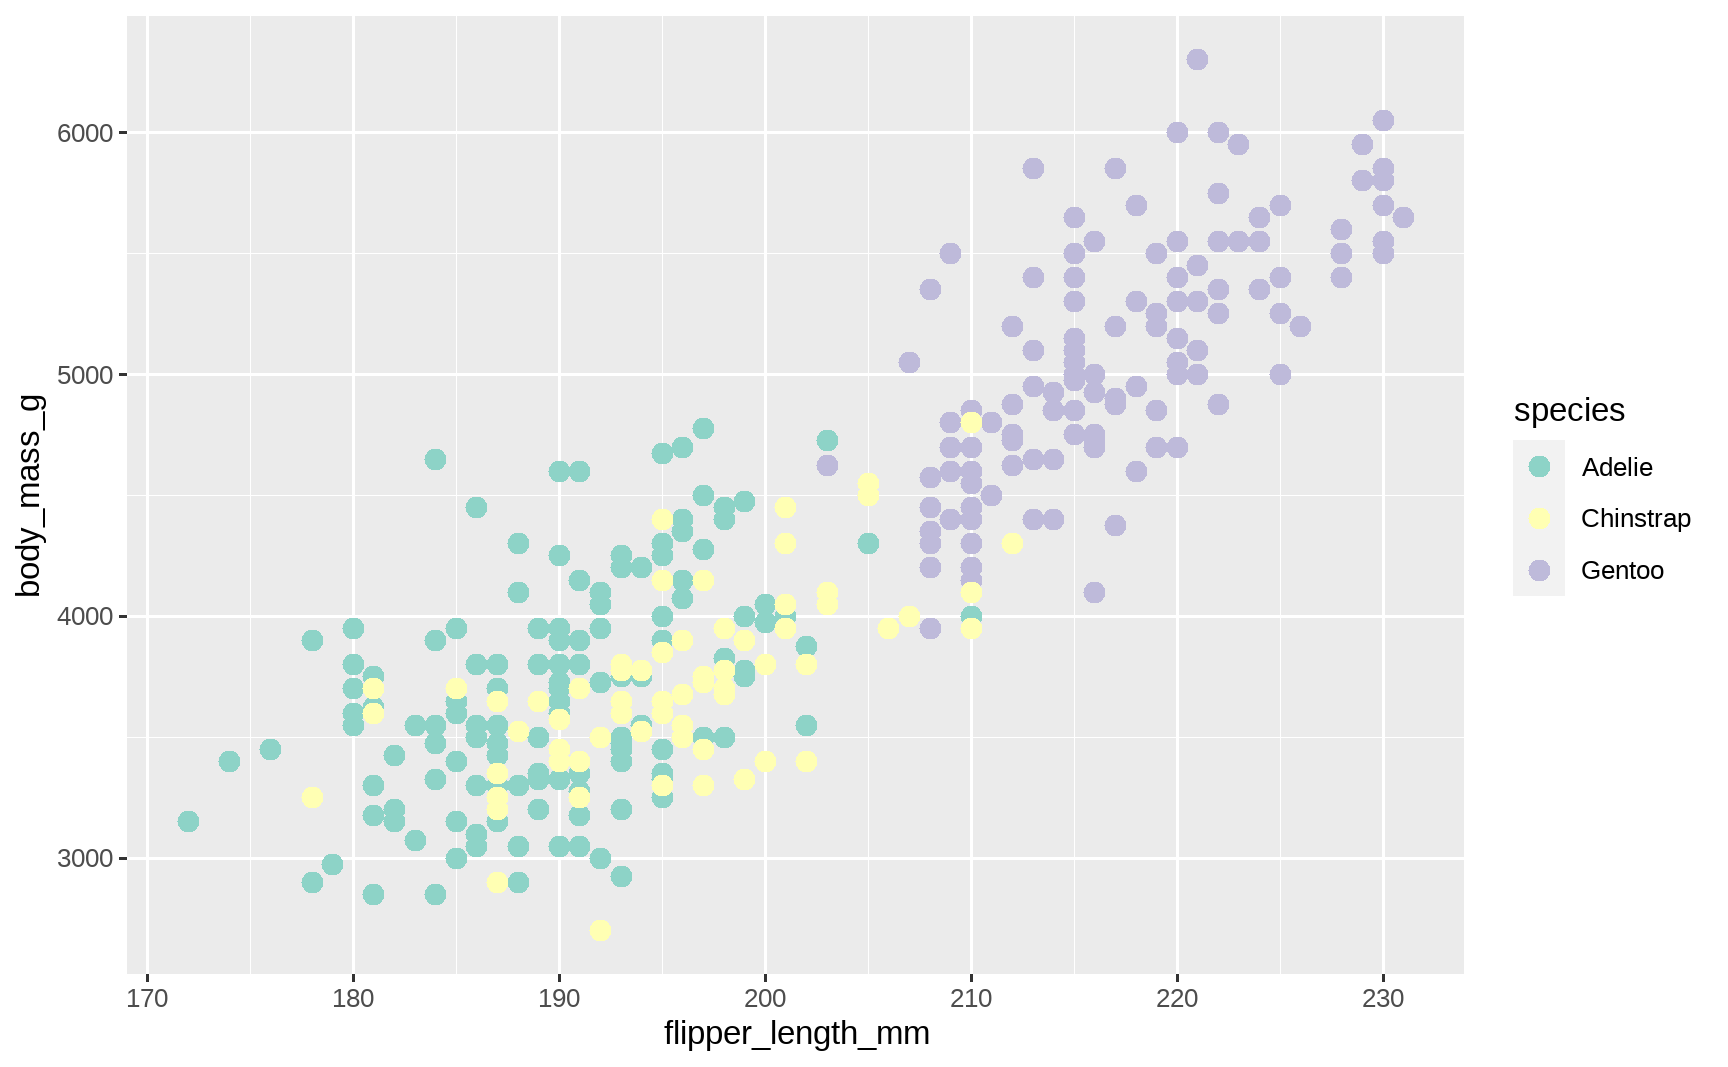 6000
5000
4000
3000
body_mass_g
170 180 190 200 210 220 230
flipper_length_mm
species
Adelie
Chinstrap
Gentoo